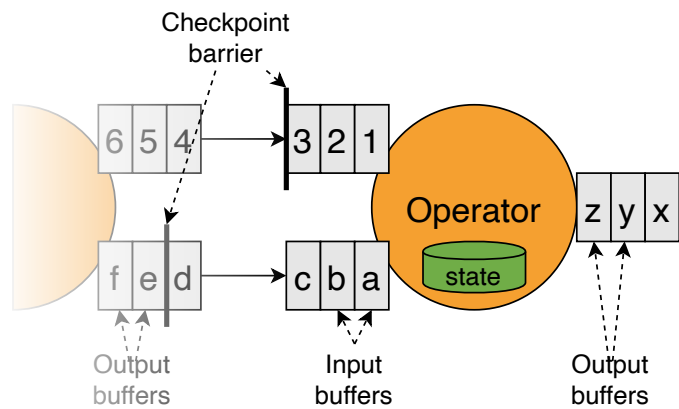 Checkpoint
barrier
6 5 4
3 2 1
Operator
z y x
state
f e d
c b a
Output
buffers
Input
buffers
Output
buffers